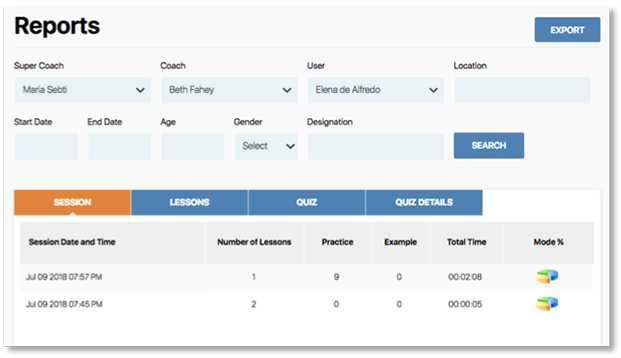 Reports
EXPORT
Super Coach Coach User Location
Maria Sebti Beth Fahey Elena de Alfredo
Start Date End Date Age Gender Designation
Select SEARCH
SESSION LESSONS QUIZ QUIZ DETAILS
Session Date and Time Number of Lessons Practice Example Total Time Mode %
Jul 09 2018 07:57 PM 1 9 0 00:02:08
Jul 09 2018 07:45 PM 2 0 0 00:00:05